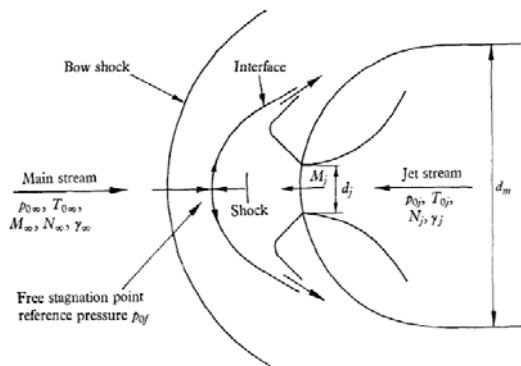 Bow shock
Interface
Main stream
p0∞, T0∞,
M∞, N∞, γ∞
Shock
Mj
dj
Jet stream
p0j, T0j,
Nj, γj
dm
Free stagnation point
reference pressure p0f